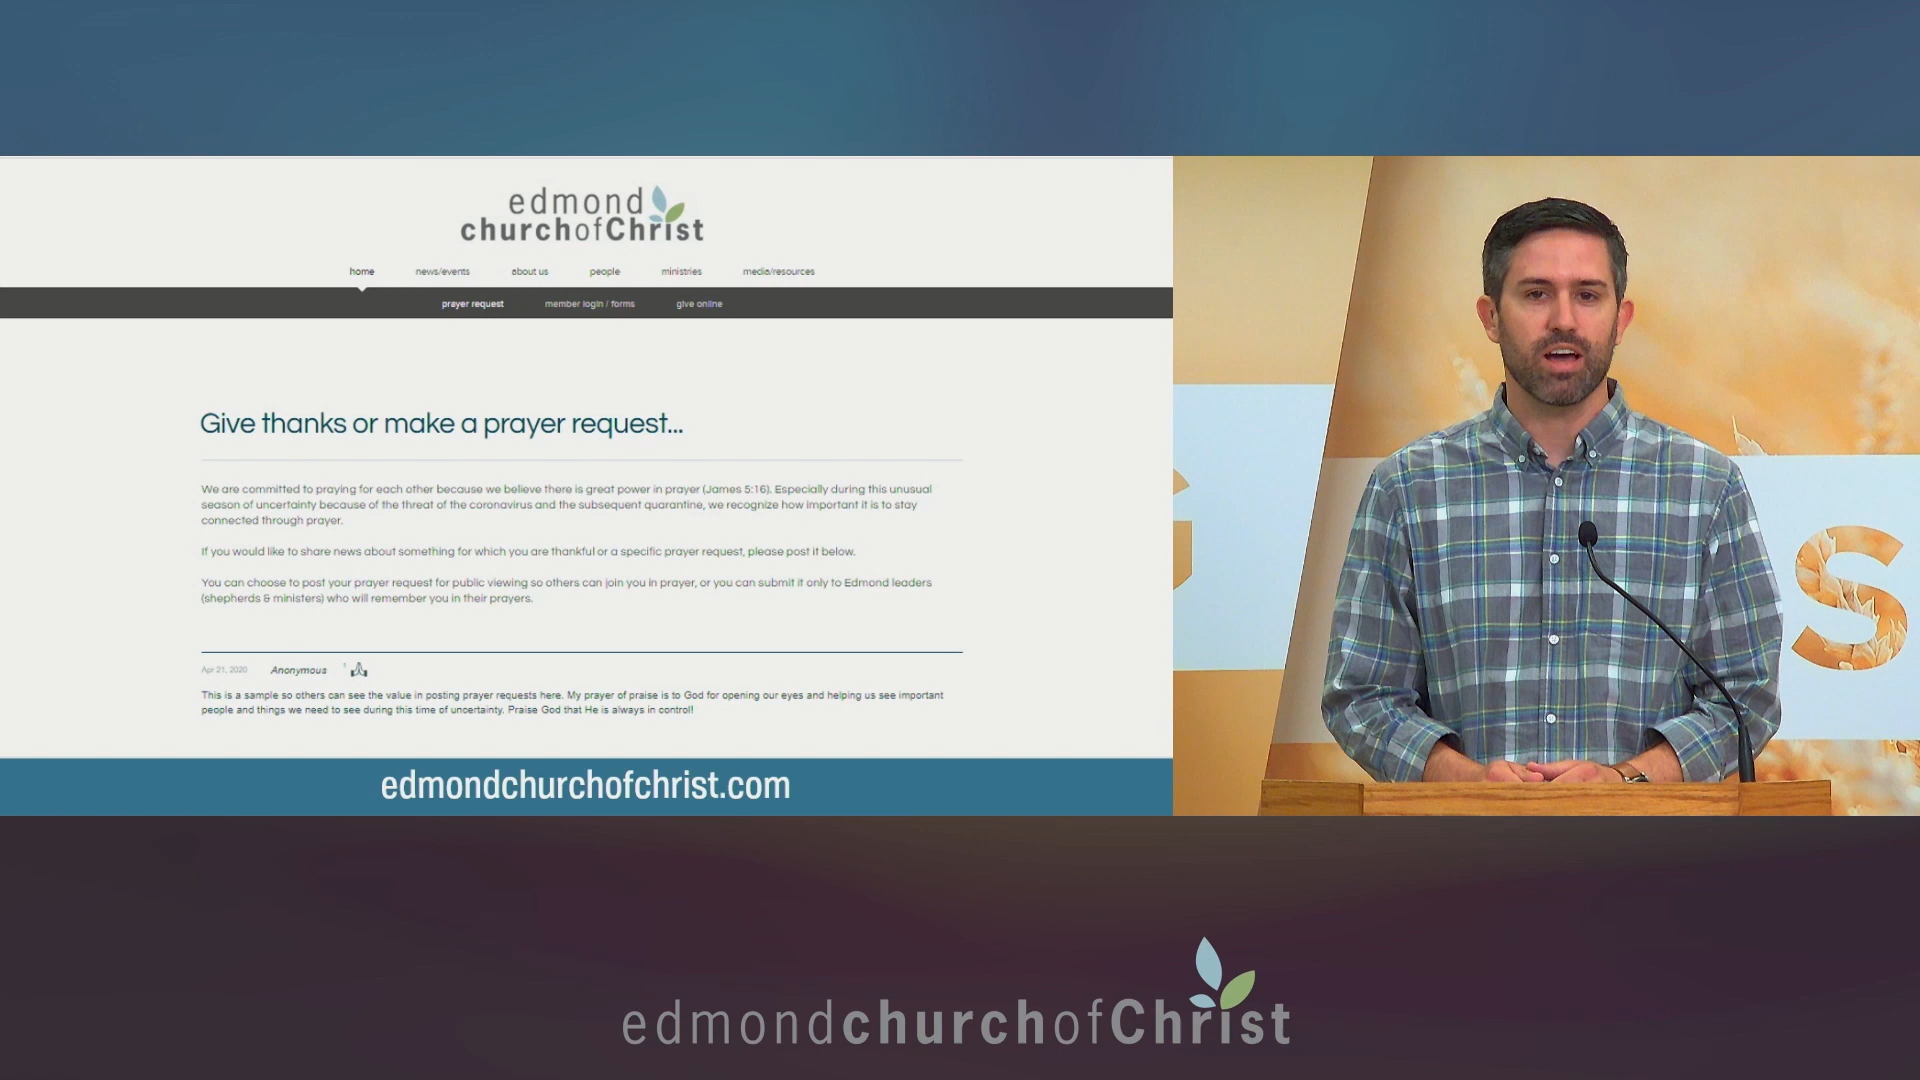 edmond
churchofChrist
home news/events about us people ministries media/resources
prayer request member login / forms give online
Give thanks or make a prayer request...
We are committed to praying for each other because we believe there is great power in prayer (James 5:16). Especially during this unusual
season of uncertainty because of the threat of the coronavirus and the subsequent quarantine, we recognize how important it is to stay
connected through prayer.
If you would like to share news about something for which you are thankful or a specific prayer request, please post it below.
You can choose to post your prayer request for public viewing so others can join you in prayer, or you can submit it only to Edmond leaders
(shepherds & ministers) who will remember you in their prayers.
Apr 21, 2020 Anonymous 1
This is a sample so others can see the value in posting prayer requests here. My prayer of praise is to God for opening our eyes and helping us see important
people and things we need to see during this time of uncertainty. Praise God that He is always in control!
edmondchurchofchrist.com
G S
edmondchurchofChrist